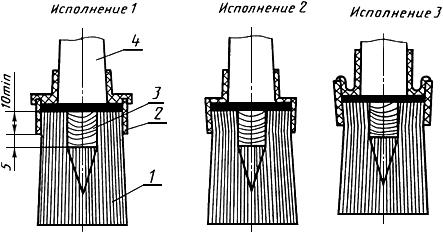 Исполнение 1
Исполнение 2
Исполнение 3
4
10min
3
2
5
1